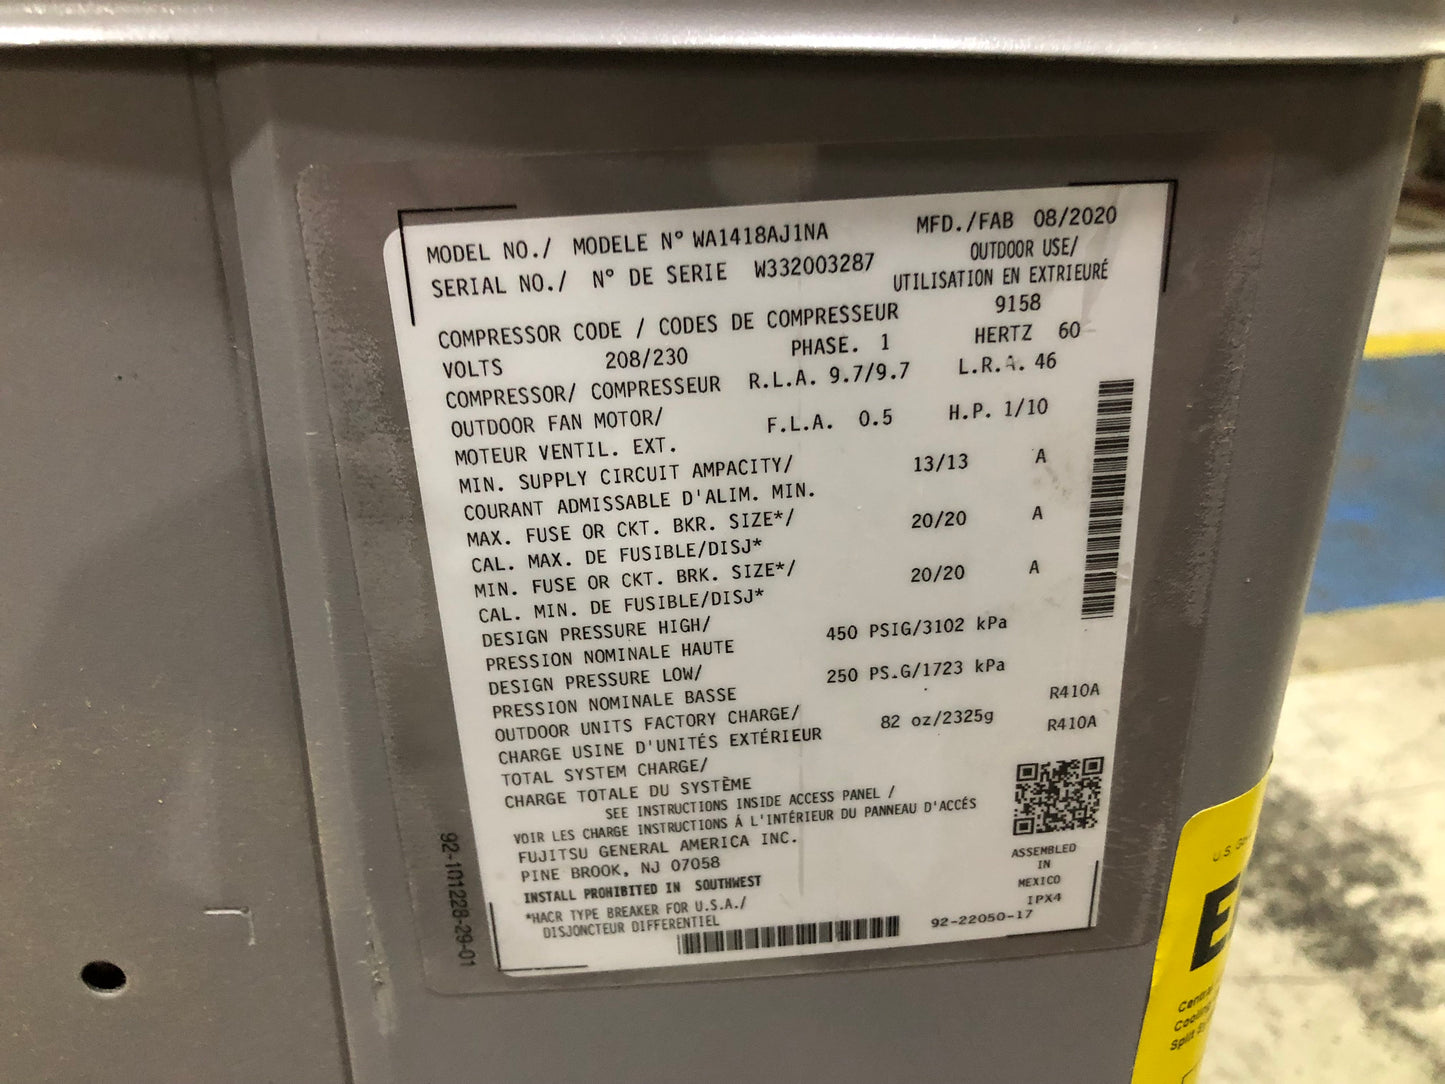 MODEL NO./ MODELE N° WA1418AJ1NA MFD./FAB 08/2020
SERIAL NO./ N° DE SERIE W332003287 OUTDOOR USE/
UTILISATION EN EXTRIEURÉ
COMPRESSOR CODE / CODES DE COMPRESSEUR 9158
VOLTS 208/230 PHASE. 1 HERTZ 60
COMPRESSOR/ COMPRESSEUR R.L.A. 9.7/9.7 L.R.A. 46
OUTDOOR FAN MOTOR/ F.L.A. 0.5 H.P. 1/10
MOTEUR VENTIL. EXT.
MIN. SUPPLY CIRCUIT AMPACITY/ 13/13 A
COURANT ADMISSABLE D'ALIM. MIN.
MAX. FUSE OR CKT. BKR. SIZE*/ 20/20 A
CAL. MAX. DE FUSIBLE/DISJ*
MIN. FUSE OR CKT. BRK. SIZE*/ 20/20 A
CAL. MIN. DE FUSIBLE/DISJ*
DESIGN PRESSURE HIGH/ 450 PSIG/3102 kPa
PRESSION NOMINALE HAUTE
DESIGN PRESSURE LOW/ 250 PS.G/1723 kPa
PRESSION NOMINALE BASSE R410A
OUTDOOR UNITS FACTORY CHARGE/ 82 oz/2325g R410A
CHARGE USINE D'UNITÉS EXTÉRIEUR
TOTAL SYSTEM CHARGE/
CHARGE TOTALE DU SYSTÈME
SEE INSTRUCTIONS INSIDE ACCESS PANEL /
VOIR LES CHARGE INSTRUCTIONS Á L'INTÉRIEUR DU PANNEAU D'ACCÉS
FUJITSU GENERAL AMERICA INC.
PINE BROOK, NJ 07058
INSTALL PROHIBITED IN SOUTHWEST
*HACR TYPE BREAKER FOR U.S.A./
DISJONCTEUR DIFFERENTIEL
ASSEMBLED
IN
MEXICO
IPX4
92-22050-17
92-101228-29-01
U.S.
E
Cooling
Split